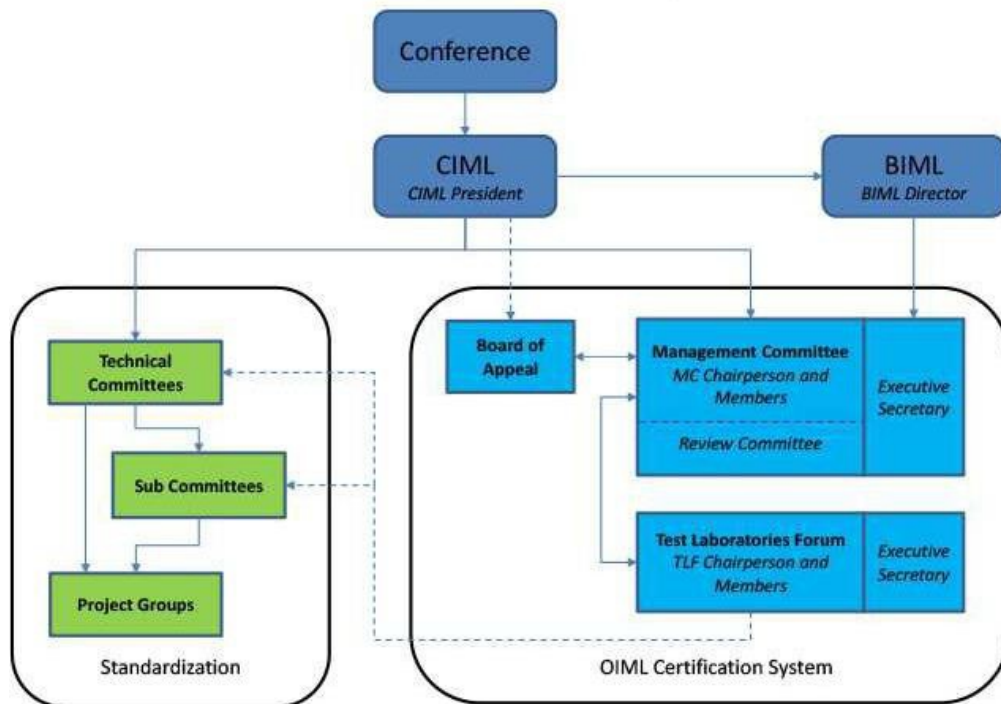 Conference
CIML
CIML President
BIML
BIML Director
Technical
Committees
Sub Committees
Project Groups
Standardization
Board of
Appeal
Management Committee
MC Chairperson and
Members
Review Committee
Executive
Secretary
Test Laboratories Forum
TLF Chairperson and
Members
Executive
Secretary
OIML Certification System